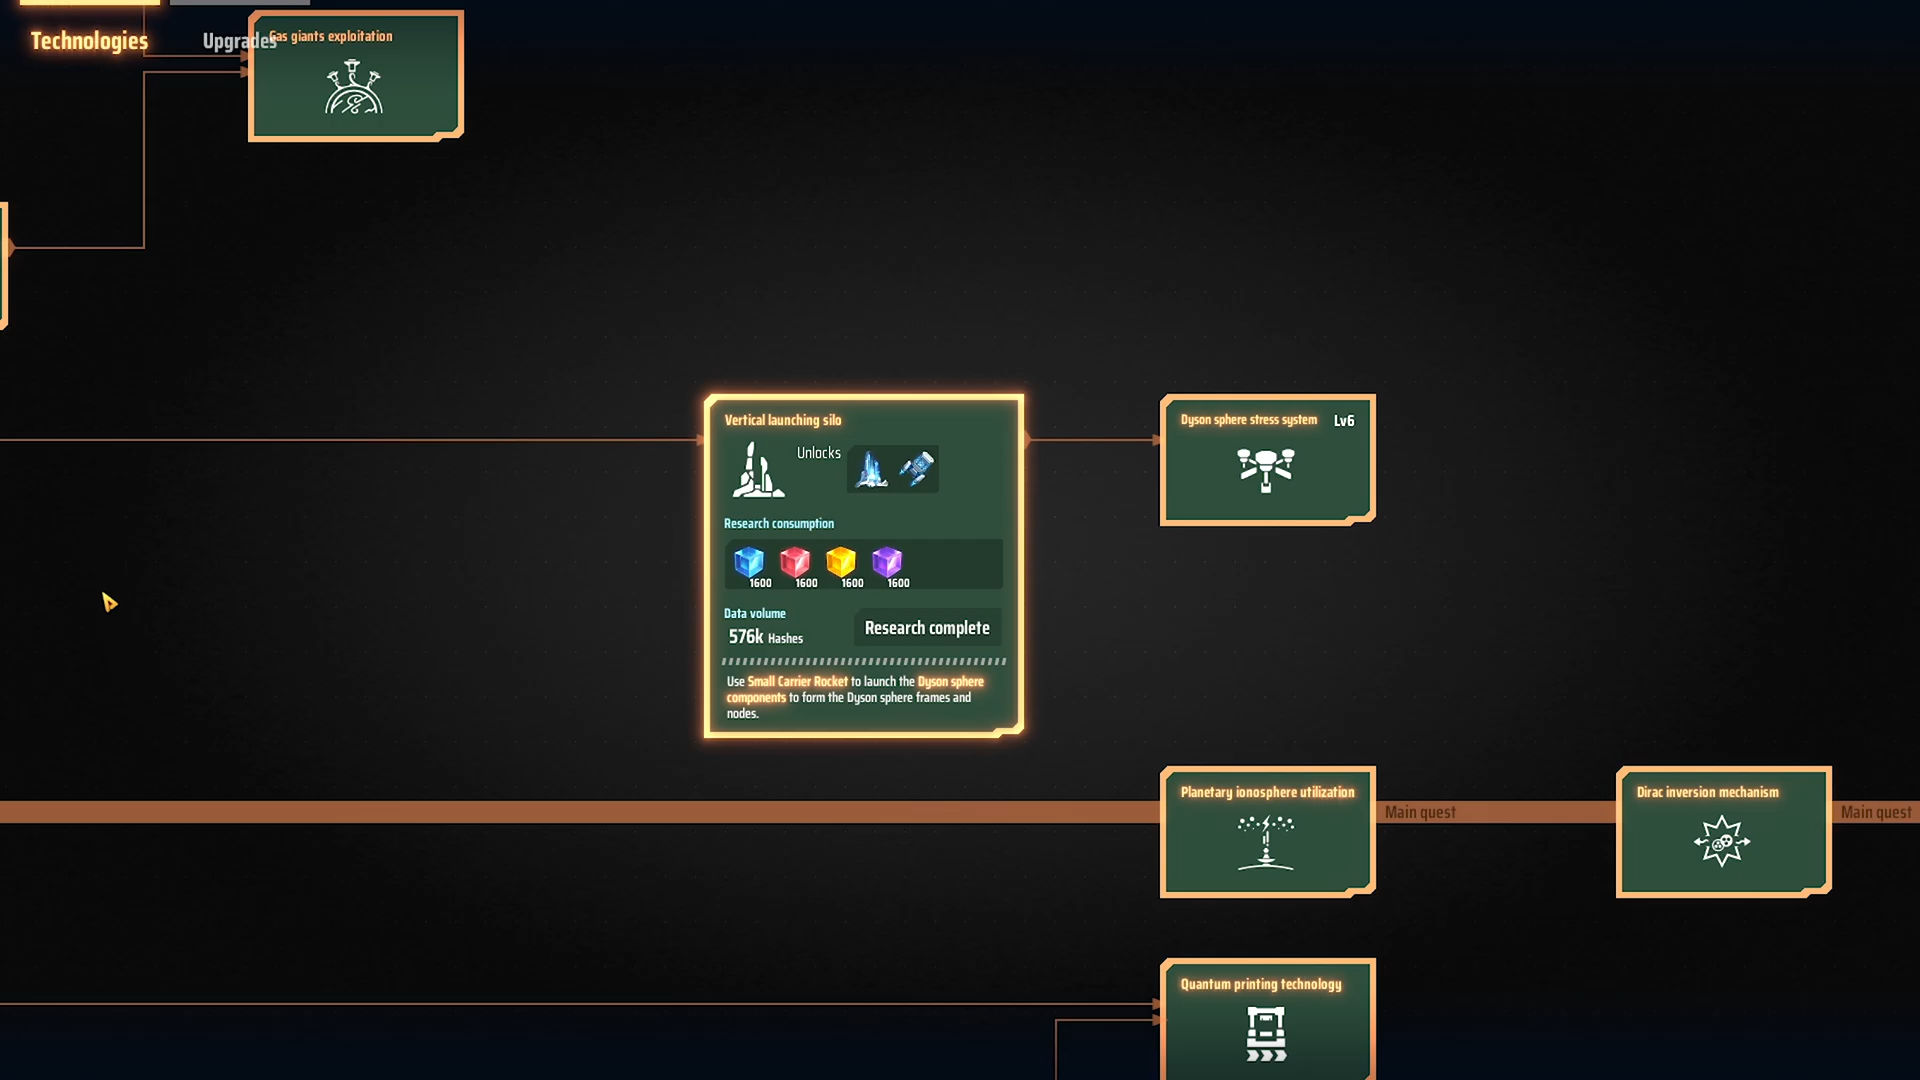 Technologies
Upgrades
Gas giants exploitation
Vertical launching silo
Unlocks
Research consumption
1600
1600
1600
1600
Data volume
576k Hashes
Research complete
Use Small Carrier Rocket to launch the Dyson sphere
components to form the Dyson sphere frames and
nodes.
Dyson sphere stress system
Lv6
Planetary ionosphere utilization
Main quest
Dirac inversion mechanism
Main quest
Quantum printing technology